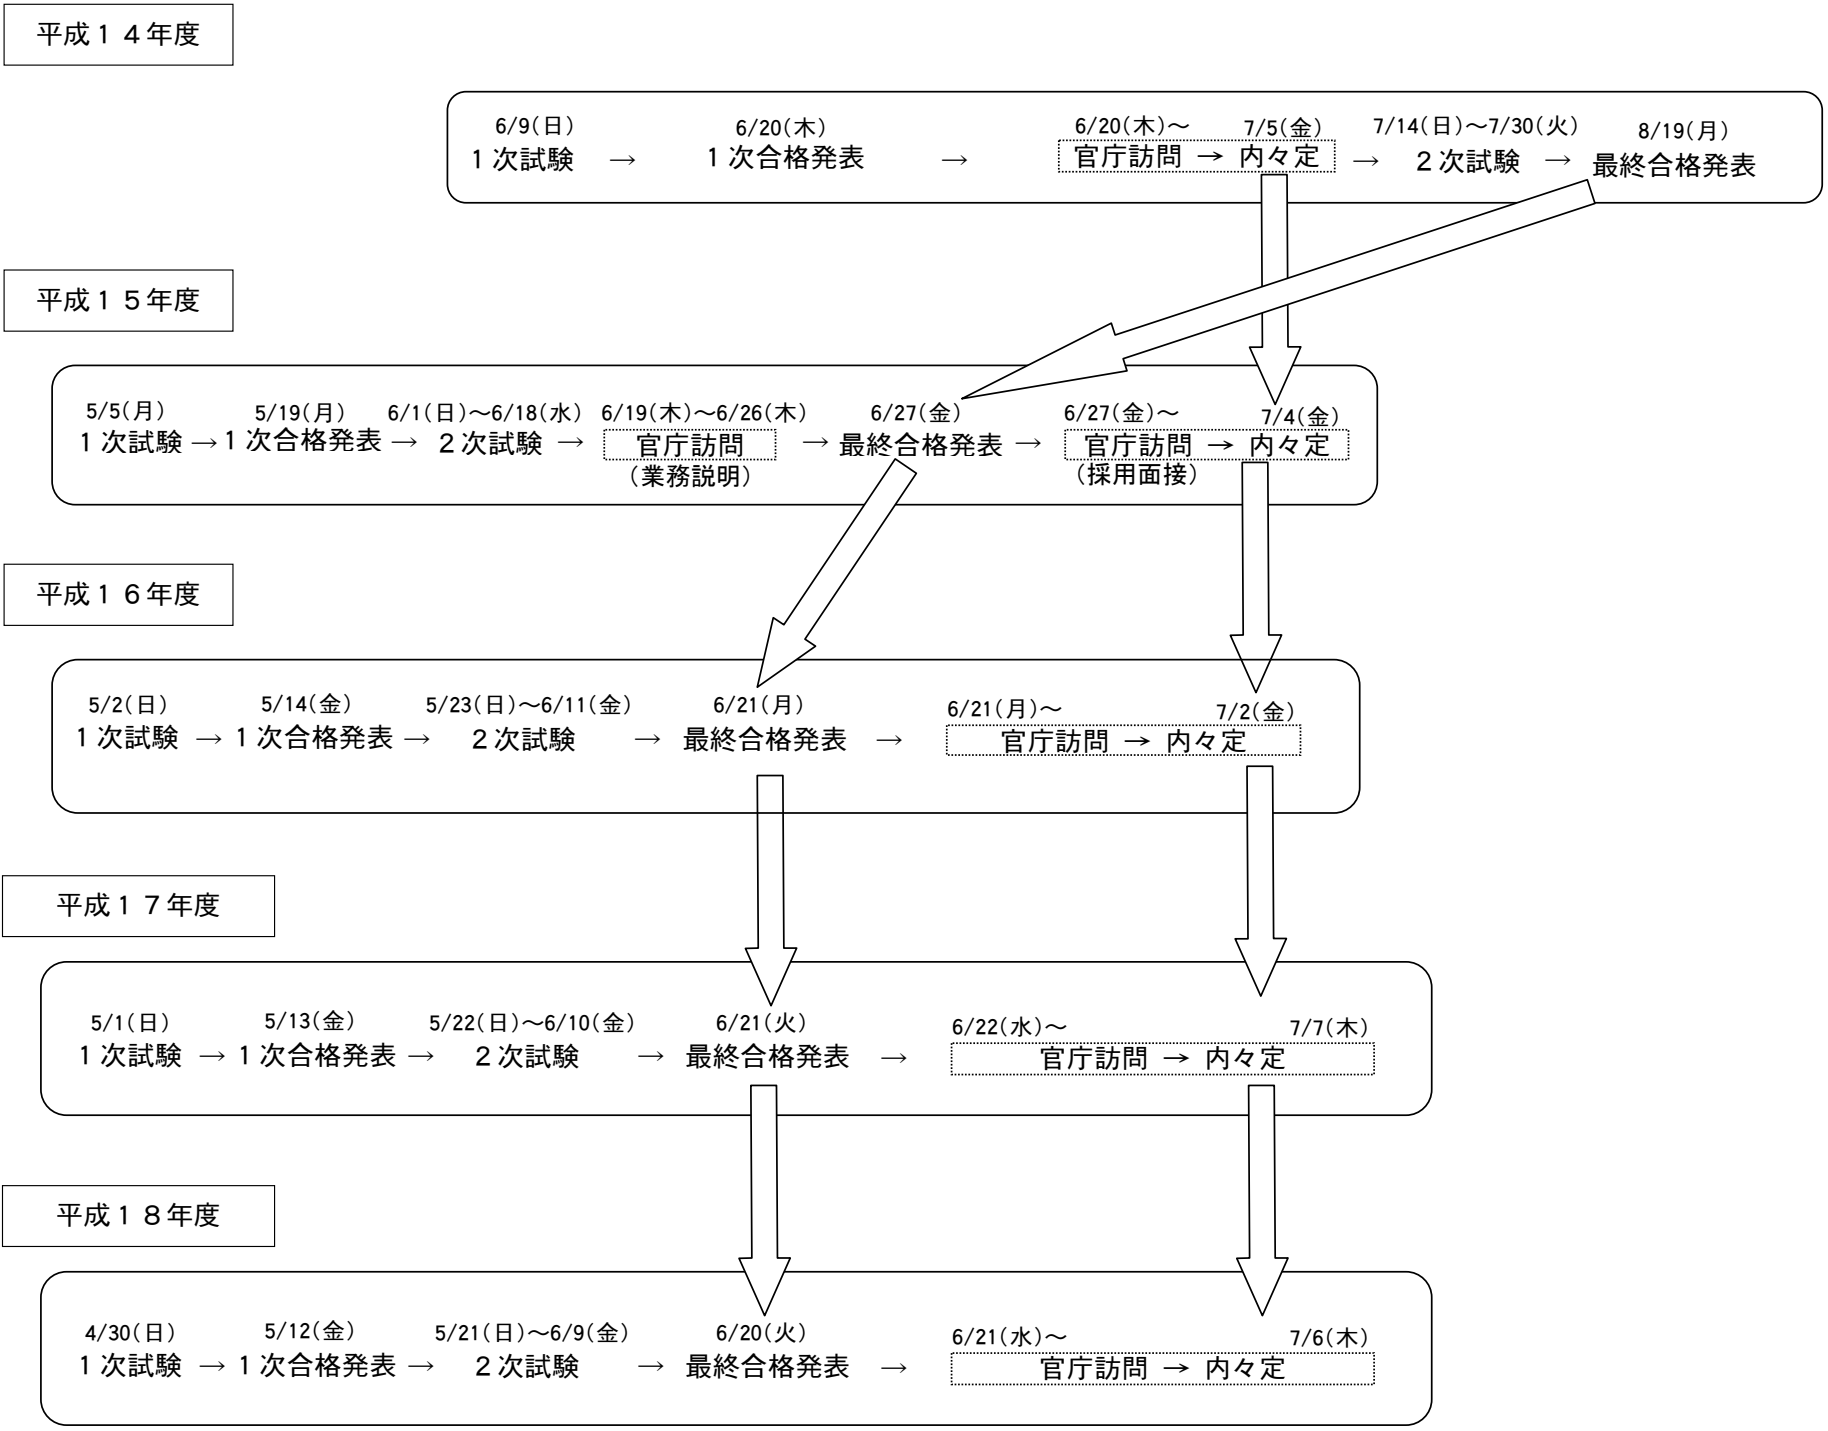 平成１４年度
6/9(日) 6/20(木) 6/20(木)～ 7/5(金) 7/14(日)～7/30(火) 8/19(月)
１次試験 → １次合格発表 → 官庁訪問 → 内々定 → ２次試験 → 最終合格発表
平成１５年度
5/5(月) 5/19(月) 6/1(日)～6/18(水) 6/19(木)～6/26(木) 6/27(金) 6/27(金)～ 7/4(金)
１次試験 → １次合格発表 → ２次試験 → 官庁訪問 → 最終合格発表 → 官庁訪問 → 内々定
(業務説明) (採用面接)
平成１６年度
5/2(日) 5/14(金) 5/23(日)～6/11(金) 6/21(月) 6/21(月)～ 7/2(金)
１次試験 → １次合格発表 → ２次試験 → 最終合格発表 → 官庁訪問 → 内々定
平成１７年度
5/1(日) 5/13(金) 5/22(日)～6/10(金) 6/21(火) 6/22(水)～ 7/7(木)
１次試験 → １次合格発表 → ２次試験 → 最終合格発表 → 官庁訪問 → 内々定
平成１８年度
4/30(日) 5/12(金) 5/21(日)～6/9(金) 6/20(火) 6/21(水)～ 7/6(木)
１次試験 → １次合格発表 → ２次試験 → 最終合格発表 → 官庁訪問 → 内々定